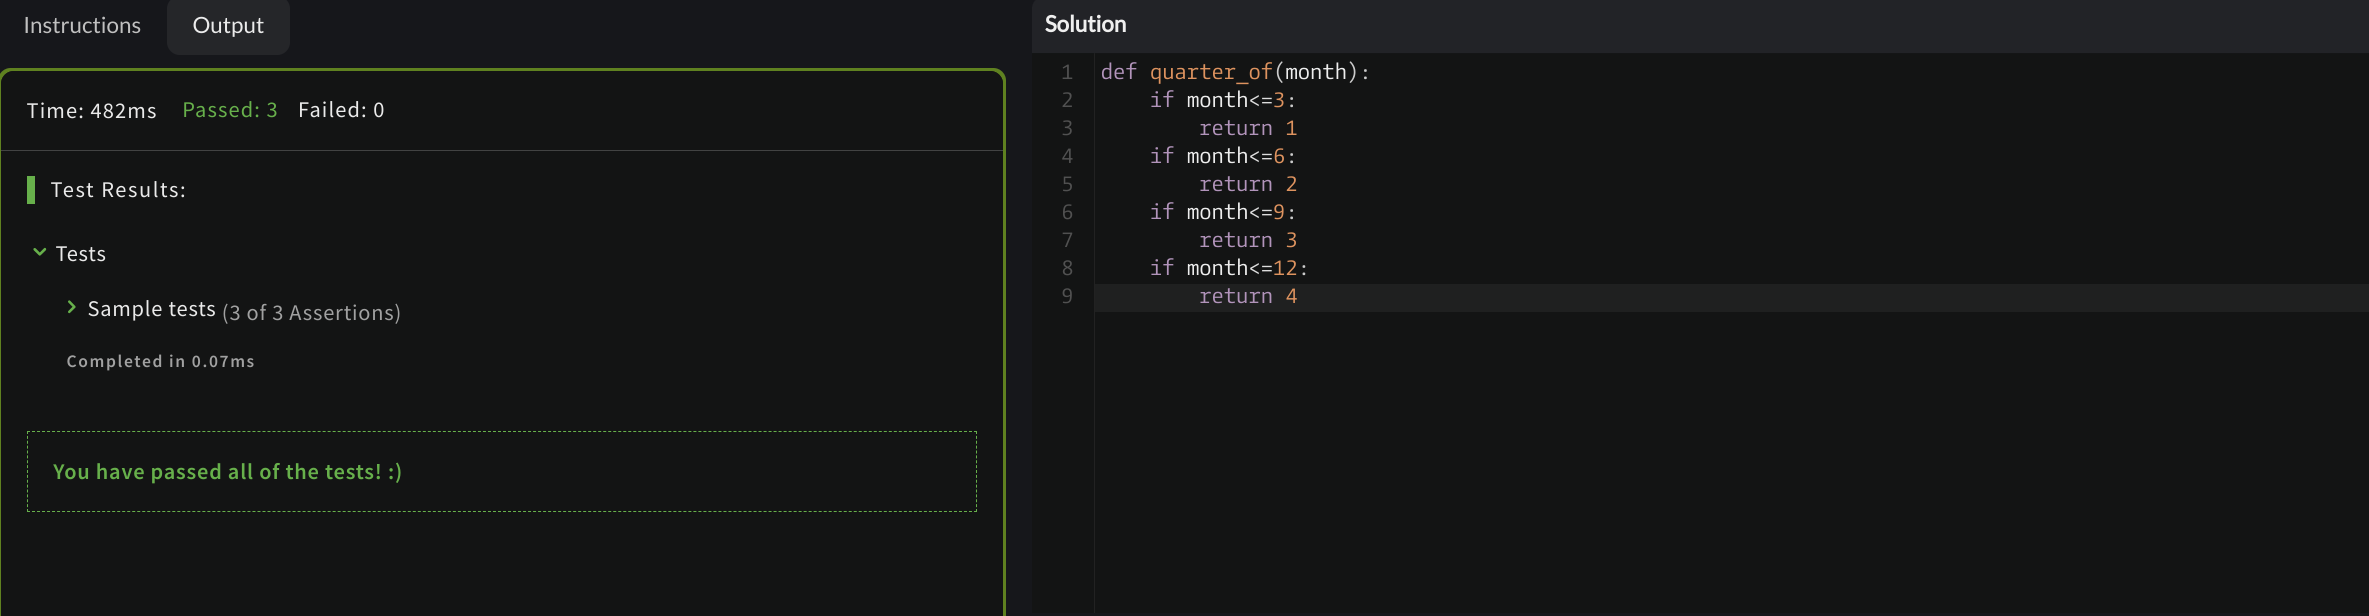 Instructions
Output
Time: 482ms Passed: 3 Failed: 0
Test Results:
Tests
Sample tests (3 of 3 Assertions)
Completed in 0.07ms
You have passed all of the tests! :)
Solution
1 def quarter_of(month):
2     if month<=3:
3         return 1
4     if month<=6:
5         return 2
6     if month<=9:
7         return 3
8     if month<=12:
9         return 4